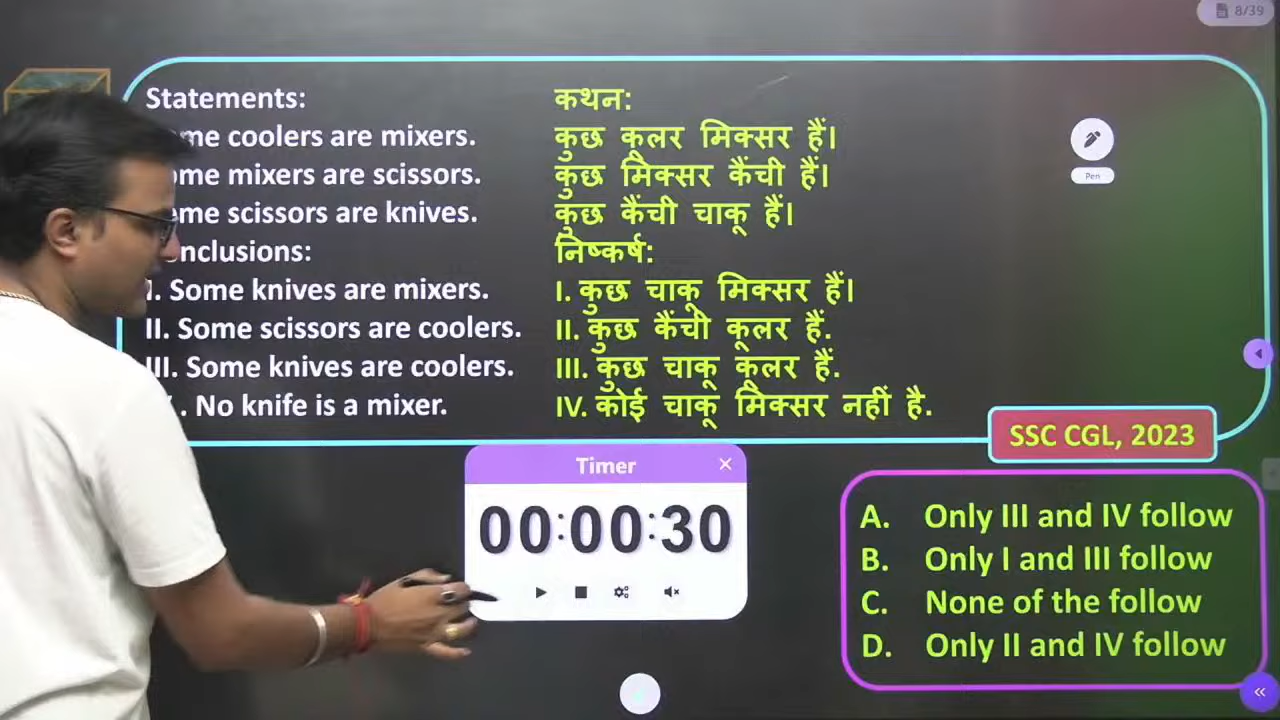 8/39
Statements:
me coolers are mixers.
ome mixers are scissors.
me scissors are knives.
nclusions:
I. Some knives are mixers.
II. Some scissors are coolers.
III. Some knives are coolers.
. No knife is a mixer.
कथन:
कुछ कूलर मिक्सर हैं।
कुछ मिक्सर कैंची हैं।
कुछ कैंची चाकू हैं।
निष्कर्ष:
I. कुछ चाकू मिक्सर हैं।
II. कुछ कैंची कूलर हैं.
III. कुछ चाकू कूलर हैं.
IV. कोई चाकू मिक्सर नहीं है.
Pen
SSC CGL, 2023
Timer
00:00:30
A. Only III and IV follow
B. Only I and III follow
C. None of the follow
D. Only II and IV follow